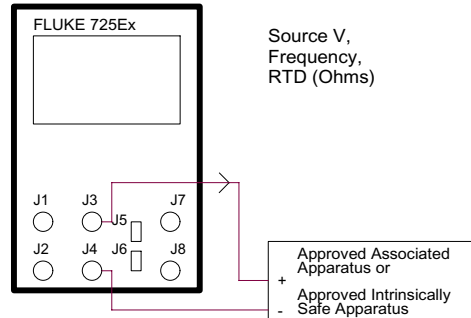 FLUKE 725Ex
Source V,
Frequency,
RTD (Ohms)
J1 J3 J5 J7
J2 J4 J6 J8
Approved Associated
Apparatus or
+
Approved Intrinsically
- Safe Apparatus